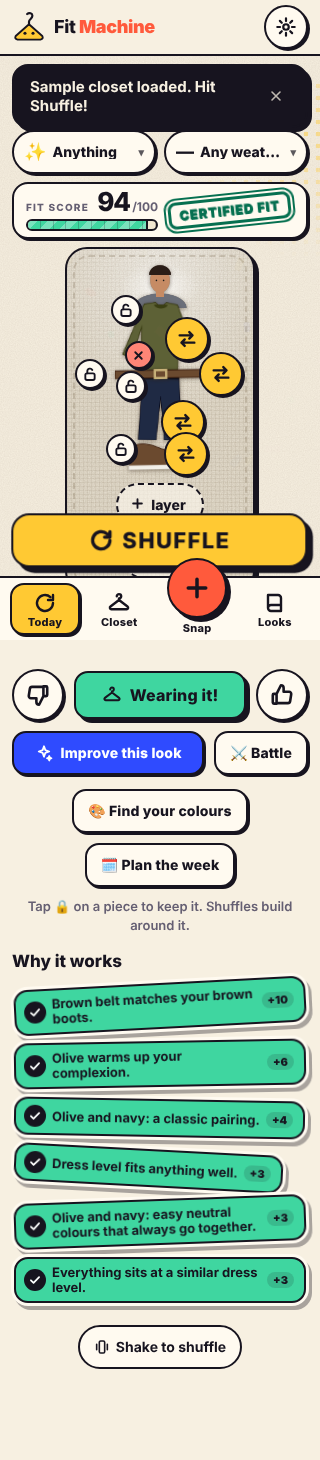 Fit Machine
Sample closet loaded. Hit
Shuffle!
Anything
Any weat...
FIT SCORE 94/100
CERTIFIED FIT
+ layer
SHUFFLE
Today
Closet
Snap
Looks
Wearing it!
Improve this look
Battle
Find your colours
Plan the week
Tap 🔒 on a piece to keep it. Shuffles build
around it.
Why it works
Brown belt matches your brown
boots.
+10
Olive warms up your
complexion.
+6
Olive and navy: a classic pairing. +4
Dress level fits anything well. +3
Olive and navy: easy neutral
colours that always go together.
+3
Everything sits at a similar dress
level.
+3
Shake to shuffle